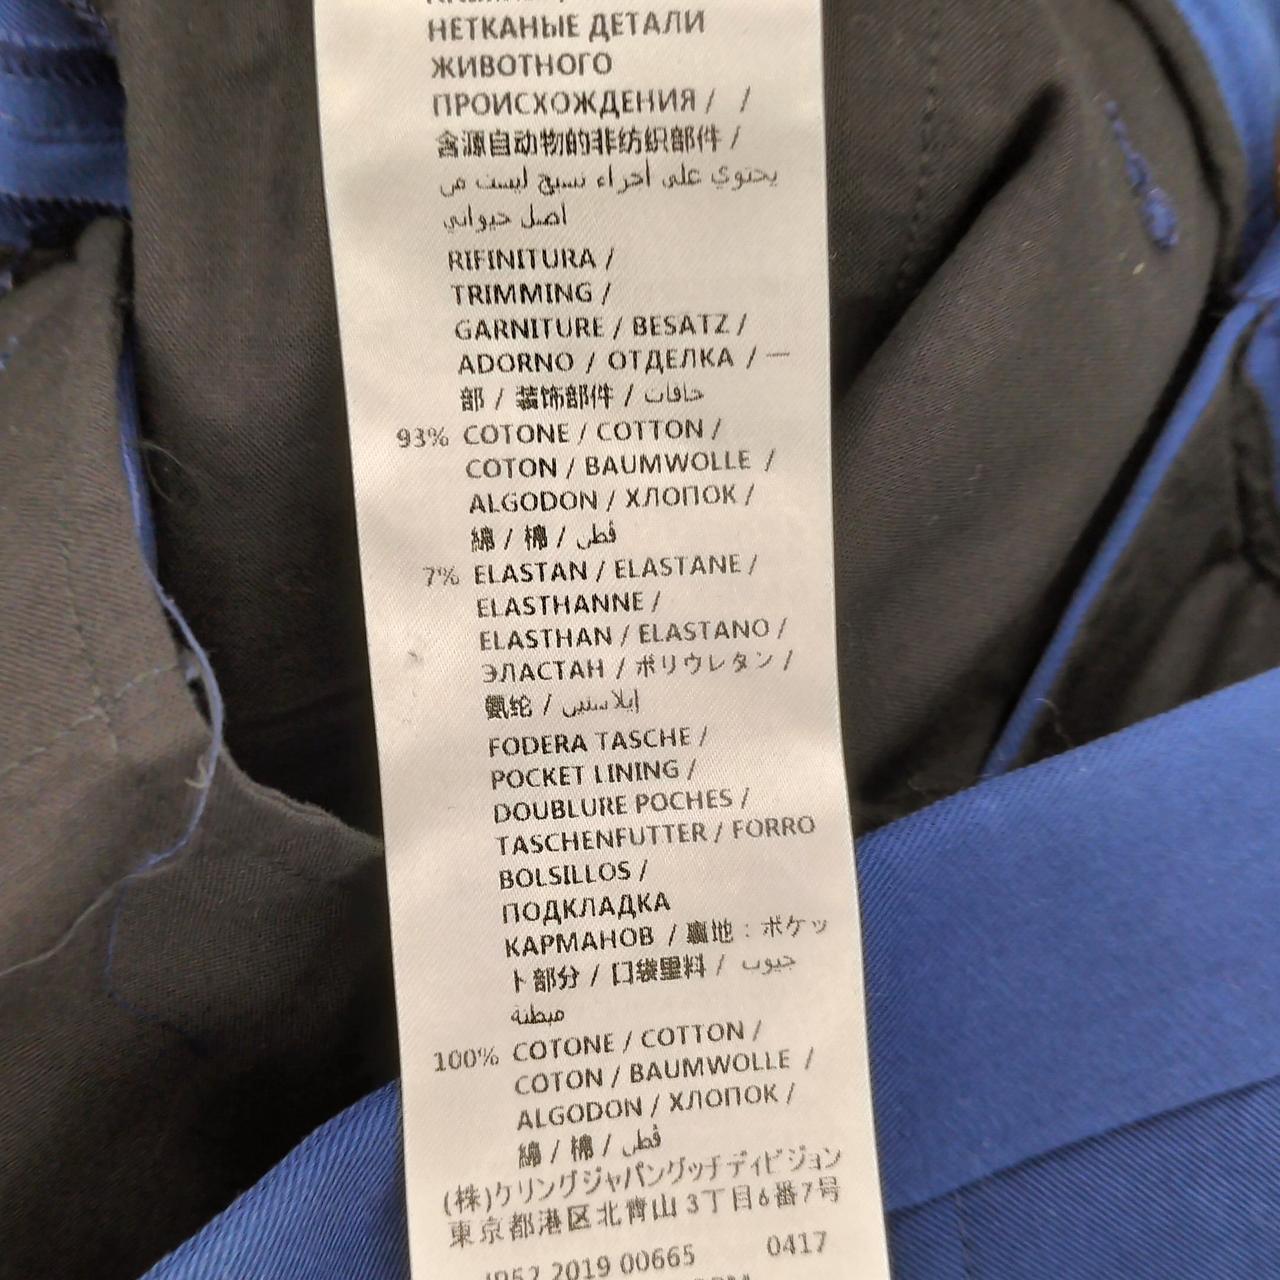 НЕТКАНЫЕ ДЕТАЛИ
ЖИВОТНОГО
ПРОИСХОЖДЕНИЯ / /
含源自动物的非纺织部件 /
يحتوي على أجزاء نسيج ليست من
اصل حيواني
RIFINITURA /
TRIMMING /
GARNITURE / BESATZ /
ADORNO / ОТДЕЛКА / 一
部 / 装饰部件 / حافات
93% COTONE / COTTON /
COTON / BAUMWOLLE /
ALGODON / ХЛОПОК /
綿 / 棉 / قطن
7% ELASTAN / ELASTANE /
ELASTHANNE /
ELASTHAN / ELASTANO /
ЭЛАСТАН / ポリウレタン /
氨纶 / إيلاستين
FODERA TASCHE /
POCKET LINING /
DOUBLURE POCHES /
TASCHENFUTTER / FORRO
BOLSILLOS /
ПОДКЛАДКА
КАРМАНОВ / 裏地：ポケッ
ト部分 / 口袋里料 / جيوب
مبطنة
100% COTONE / COTTON /
COTON / BAUMWOLLE /
ALGODON / ХЛОПОК /
綿 / 棉 / قطن
(株)ケリングジャパングッチディビジョン
東京都港区北青山3丁目6番7号
2019 00665 0417